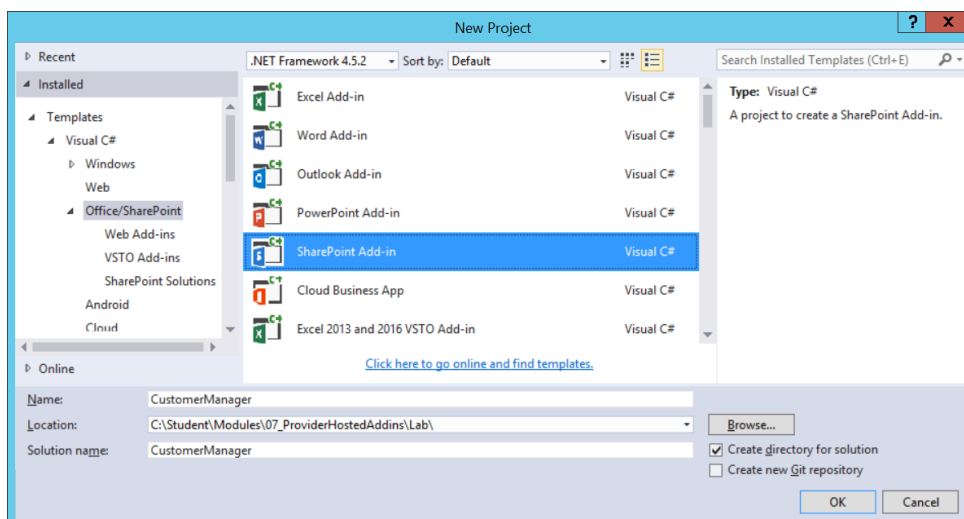 New Project
? x
Recent
.NET Framework 4.5.2 Sort by: Default
Search Installed Templates (Ctrl+E)
Installed
Templates
Visual C#
Windows
Web
Office/SharePoint
Web Add-ins
VSTO Add-ins
SharePoint Solutions
Android
Cloud
Online
Excel Add-in Visual C#
Word Add-in Visual C#
Outlook Add-in Visual C#
PowerPoint Add-in Visual C#
SharePoint Add-in Visual C#
Cloud Business App Visual C#
Excel 2013 and 2016 VSTO Add-in Visual C#
Click here to go online and find templates.
Type: Visual C#
A project to create a SharePoint Add-in.
Name: CustomerManager
Location: C:\Student\Modules\07_ProviderHostedAddins\Lab\
Browse...
Solution name: CustomerManager
Create directory for solution
Create new Git repository
OK Cancel